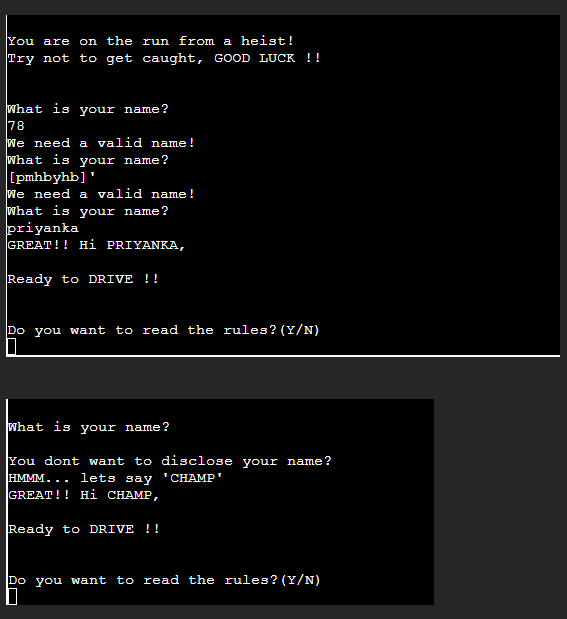 You are on the run from a heist!
Try not to get caught, GOOD LUCK !!
What is your name?
78
We need a valid name!
What is your name?
[pmhbyhb]'
We need a valid name!
What is your name?
priyanka
GREAT!! Hi PRIYANKA,
Ready to DRIVE !!
Do you want to read the rules?(Y/N)
What is your name?
You dont want to disclose your name?
HMMM... lets say 'CHAMP'
GREAT!! Hi CHAMP,
Ready to DRIVE !!
Do you want to read the rules?(Y/N)